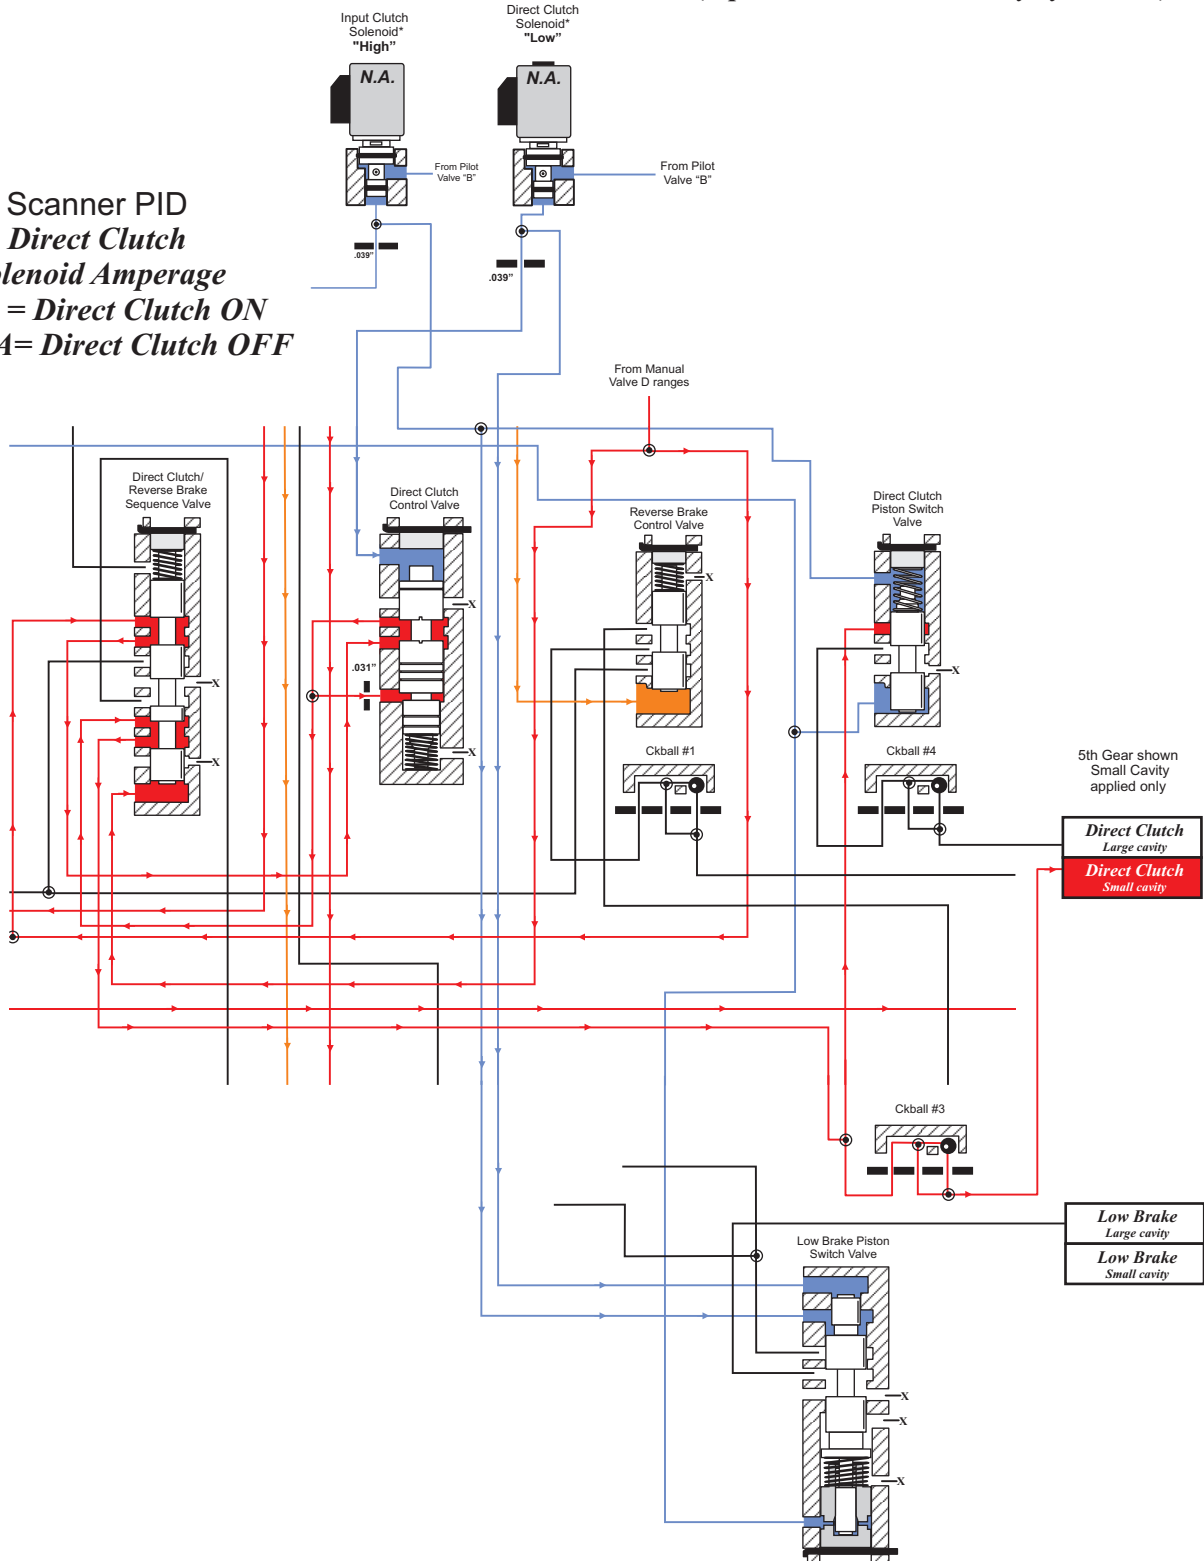 Input Clutch
Solenoid*
"High"
Direct Clutch
Solenoid*
"Low"
N.A.
N.A.
From Pilot
Valve "B"
From Pilot
Valve "B"
Scanner PID
Direct Clutch
Solenoid Amperage
= Direct Clutch ON
A= Direct Clutch OFF
.039"
.039"
From Manual
Valve D ranges
Direct Clutch/
Reverse Brake
Sequence Valve
Direct Clutch
Control Valve
Reverse Brake
Control Valve
Direct Clutch
Piston Switch
Valve
X
X
X
X
X
X
.031"
Ckball #1
Ckball #4
5th Gear shown
Small Cavity
applied only
Direct Clutch
Large cavity
Direct Clutch
Small cavity
Ckball #3
Low Brake
Large cavity
Low Brake
Small cavity
Low Brake Piston
Switch Valve
X
X
X